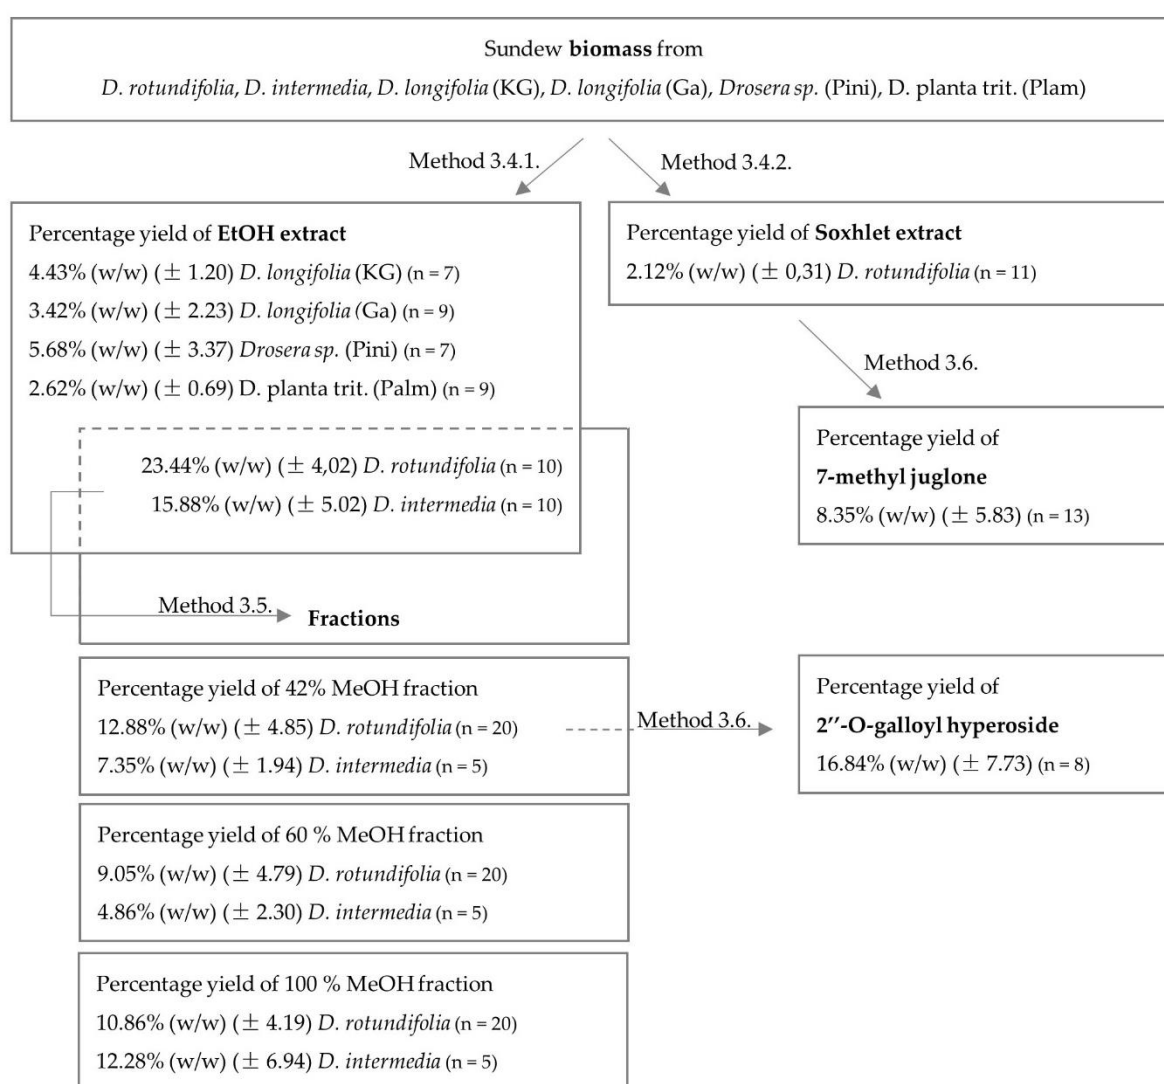 Sundew biomass from
D. rotundifolia, D. intermedia, D. longifolia (KG), D. longifolia (Ga), Drosera sp. (Pini), D. planta trit. (Plam)
Method 3.4.1.
Method 3.4.2.
Percentage yield of EtOH extract
4.43% (w/w) (± 1.20) D. longifolia (KG) (n = 7)
3.42% (w/w) (± 2.23) D. longifolia (Ga) (n = 9)
5.68% (w/w) (± 3.37) Drosera sp. (Pini) (n = 7)
2.62% (w/w) (± 0.69) D. planta trit. (Palm) (n = 9)
23.44% (w/w) (± 4,02) D. rotundifolia (n = 10)
15.88% (w/w) (± 5.02) D. intermedia (n = 10)
Percentage yield of Soxhlet extract
2.12% (w/w) (± 0,31) D. rotundifolia (n = 11)
Method 3.6.
Percentage yield of
7-methyl juglone
8.35% (w/w) (± 5.83) (n = 13)
Method 3.5.
Fractions
Percentage yield of 42% MeOH fraction
12.88% (w/w) (± 4.85) D. rotundifolia (n = 20)
7.35% (w/w) (± 1.94) D. intermedia (n = 5)
Method 3.6.
Percentage yield of
2′′-O-galloyl hyperoside
16.84% (w/w) (± 7.73) (n = 8)
Percentage yield of 60 % MeOH fraction
9.05% (w/w) (± 4.79) D. rotundifolia (n = 20)
4.86% (w/w) (± 2.30) D. intermedia (n = 5)
Percentage yield of 100 % MeOH fraction
10.86% (w/w) (± 4.19) D. rotundifolia (n = 20)
12.28% (w/w) (± 6.94) D. intermedia (n = 5)